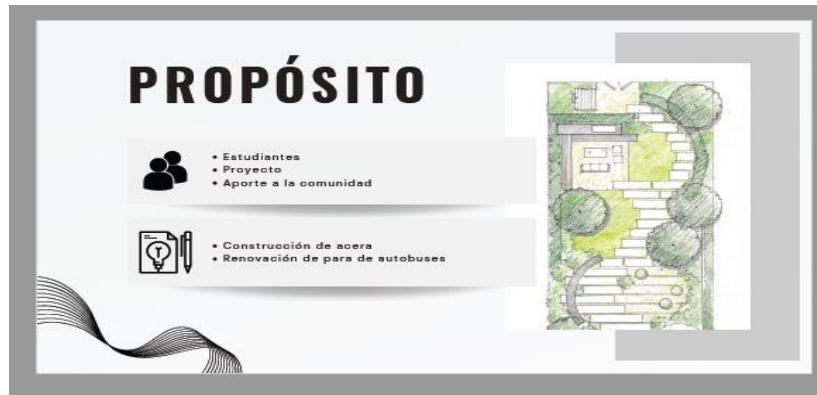 PROPÓSITO
• Estudiantes
• Proyecto
• Aporte a la comunidad
• Construcción de acera
• Renovación de para de autobuses